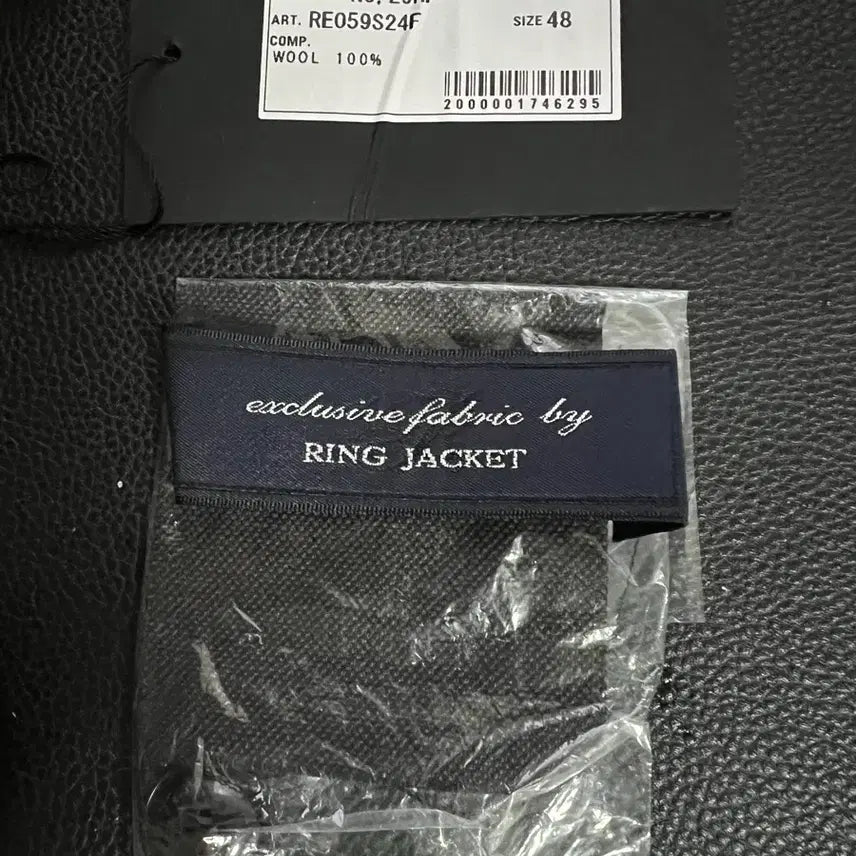 ART. RE059S24F
SIZE 48
COMP.
WOOL 100%
2000001746295
exclusive fabric by
RING JACKET